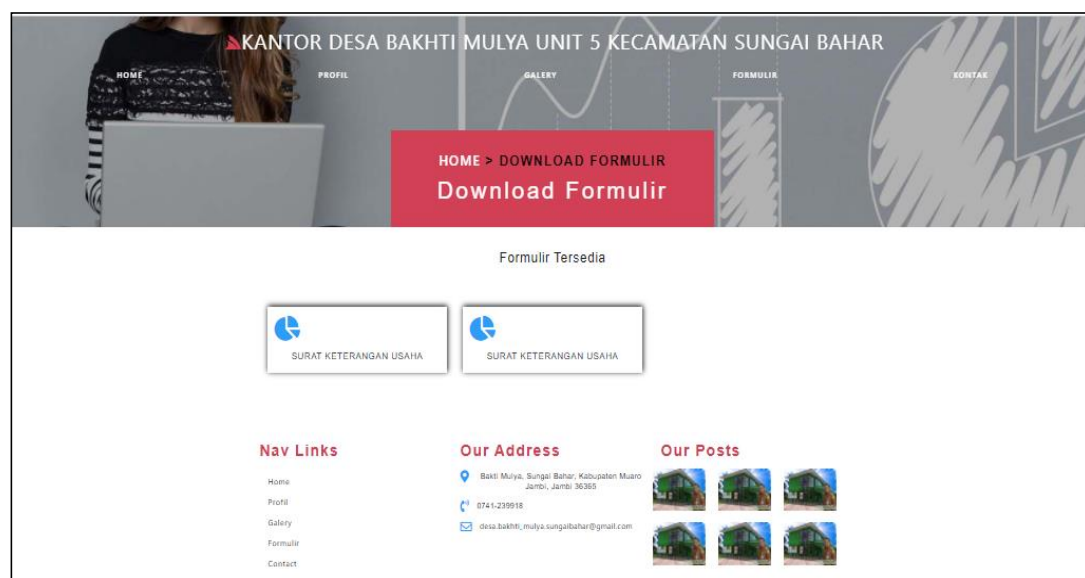 KANTOR DESA BAKHTI MULYA UNIT 5 KECAMATAN SUNGAI BAHAR
HOME PROFIL GALERY FORMULIR KONTAK
HOME > DOWNLOAD FORMULIR
Download Formulir
Formulir Tersedia
SURAT KETERANGAN USAHA SURAT KETERANGAN USAHA
Nav Links
Home
Profil
Galery
Formulir
Contact
Our Address
Bakti Mulya, Sungai Bahar, Kabupaten Muaro
Jambi, Jambi 36365
0741-239918
desa.bakhti_mulya.sungaibahar@gmail.com
Our Posts